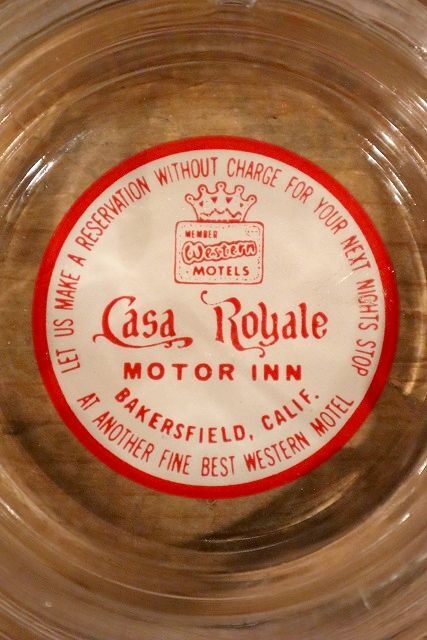 LET US MAKE A RESERVATION WITHOUT CHARGE FOR YOUR NEXT NIGHTS STOP
MEMBER
Western
MOTELS
Casa Royale
MOTOR INN
BAKERSFIELD, CALIF.
AT ANOTHER FINE BEST WESTERN MOTEL